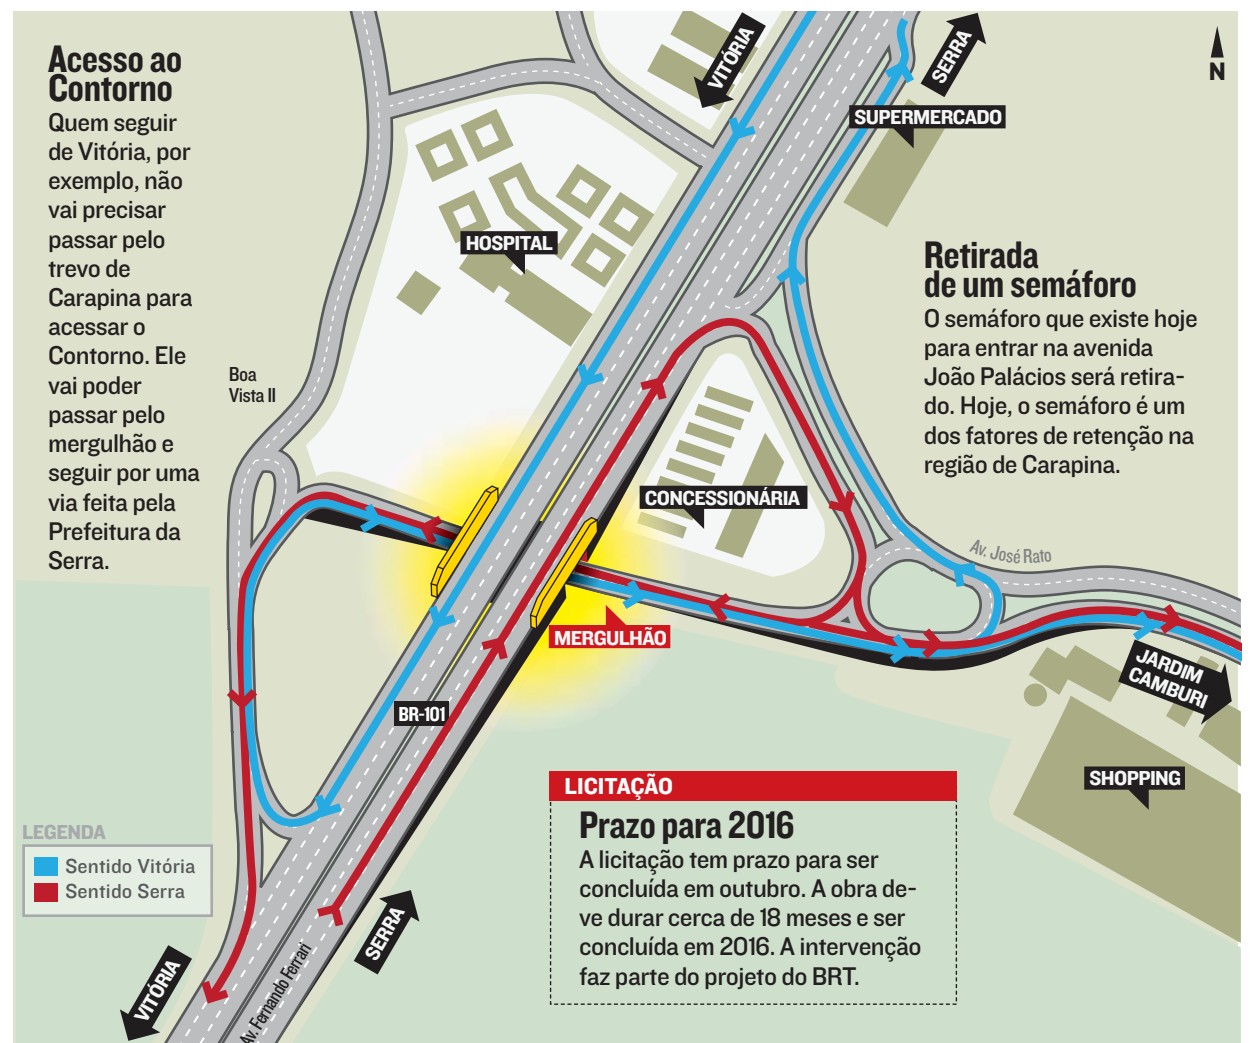 Acesso ao
Contorno
Quem seguir
de Vitória, por
exemplo, não
vai precisar
passar pelo
trevo de
Carapina para
acessar o
Contorno. Ele
vai poder
passar pelo
mergulhão e
seguir por uma
via feita pela
Prefeitura da
Serra.
VITÓRIA
SERRA
N
SUPERMERCADO
HOSPITAL
Retirada
de um semáforo
O semáforo que existe hoje
para entrar na avenida
João Palácios será retira-
do. Hoje, o semáforo é um
dos fatores de retenção na
região de Carapina.
Boa
Vista II
CONCESSIONÁRIA
Av. José Rato
MERGULHÃO
JARDIM
CAMBURI
BR-101
SHOPPING
LICITAÇÃO
Prazo para 2016
A licitação tem prazo para ser
concluída em outubro. A obra de-
ve durar cerca de 18 meses e ser
concluída em 2016. A intervenção
faz parte do projeto do BRT.
LEGENDA
Sentido Vitória
Sentido Serra
SERRA
VITÓRIA
Av. Fernando Ferrari